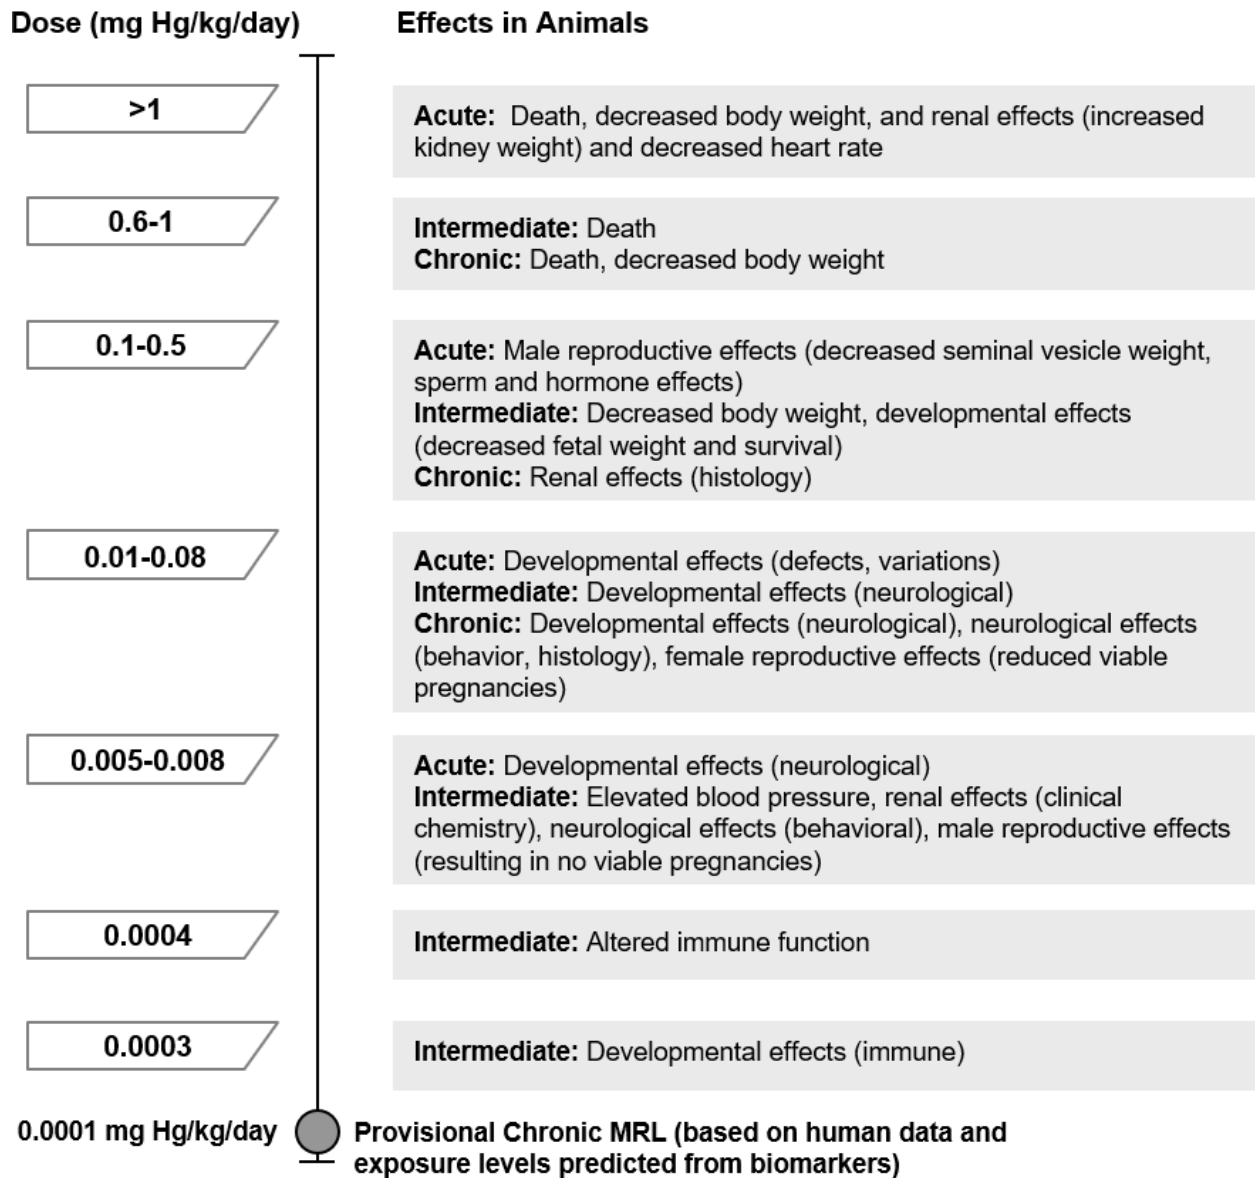 Dose (mg Hg/kg/day)
Effects in Animals
>1
Acute: Death, decreased body weight, and renal effects (increased
kidney weight) and decreased heart rate
0.6-1
Intermediate: Death
Chronic: Death, decreased body weight
0.1-0.5
Acute: Male reproductive effects (decreased seminal vesicle weight,
sperm and hormone effects)
Intermediate: Decreased body weight, developmental effects
(decreased fetal weight and survival)
Chronic: Renal effects (histology)
0.01-0.08
Acute: Developmental effects (defects, variations)
Intermediate: Developmental effects (neurological)
Chronic: Developmental effects (neurological), neurological effects
(behavior, histology), female reproductive effects (reduced viable
pregnancies)
0.005-0.008
Acute: Developmental effects (neurological)
Intermediate: Elevated blood pressure, renal effects (clinical
chemistry), neurological effects (behavioral), male reproductive effects
(resulting in no viable pregnancies)
0.0004
Intermediate: Altered immune function
0.0003
Intermediate: Developmental effects (immune)
0.0001 mg Hg/kg/day
Provisional Chronic MRL (based on human data and
exposure levels predicted from biomarkers)